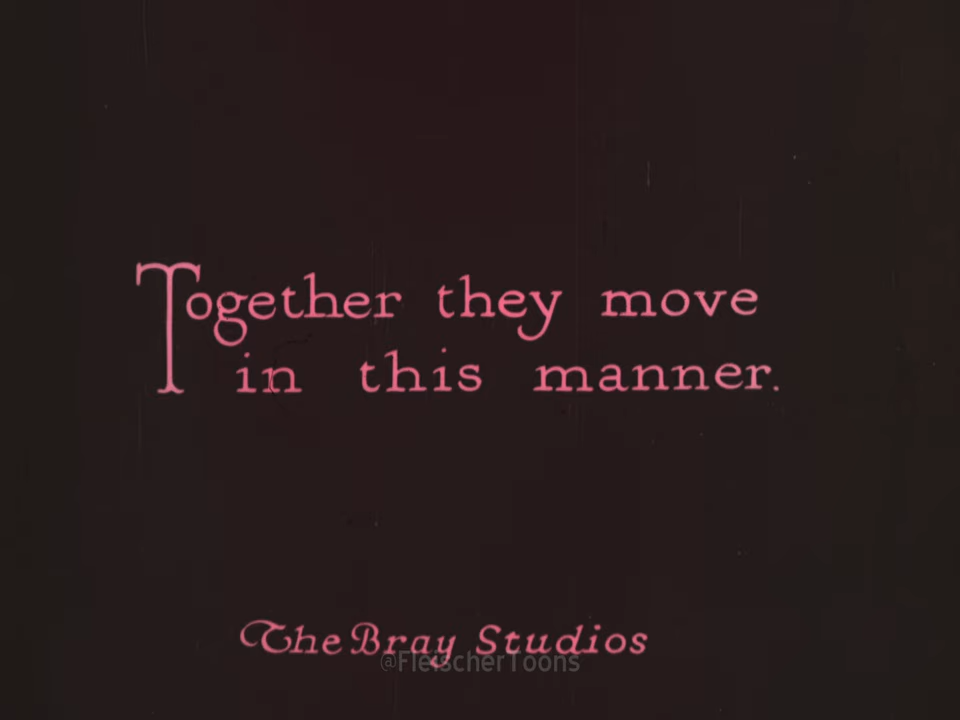 Together they move
in this manner.
The Bray Studios
@FleischerToons